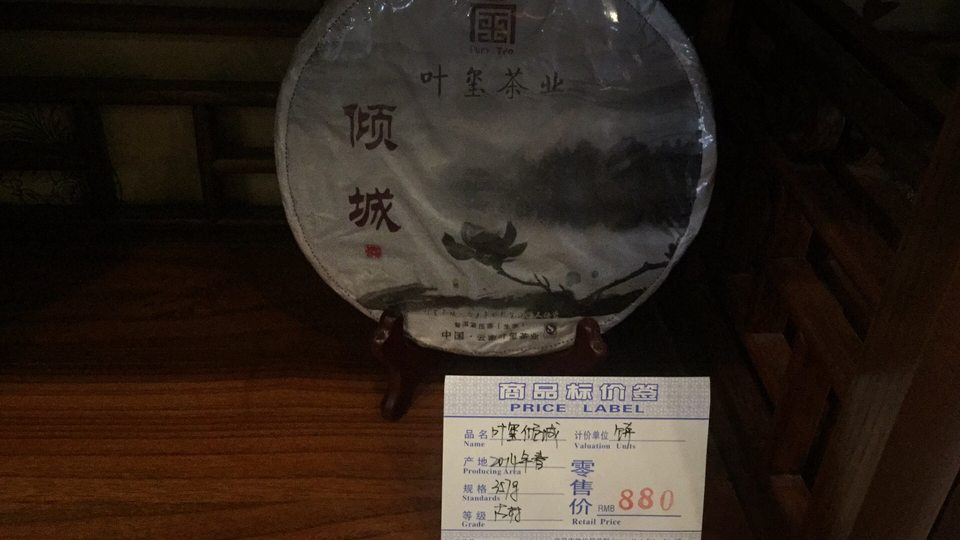 叶玺茶业
倾城
商品标价签
PRICE LABEL
品名 叶玺倾城 计价单位 饼
Name Valuation Units
产地 2014年春
Producing Area
规格 357g
Standards
等级 古树
Grade
零售价 RMB 880
Retail Price